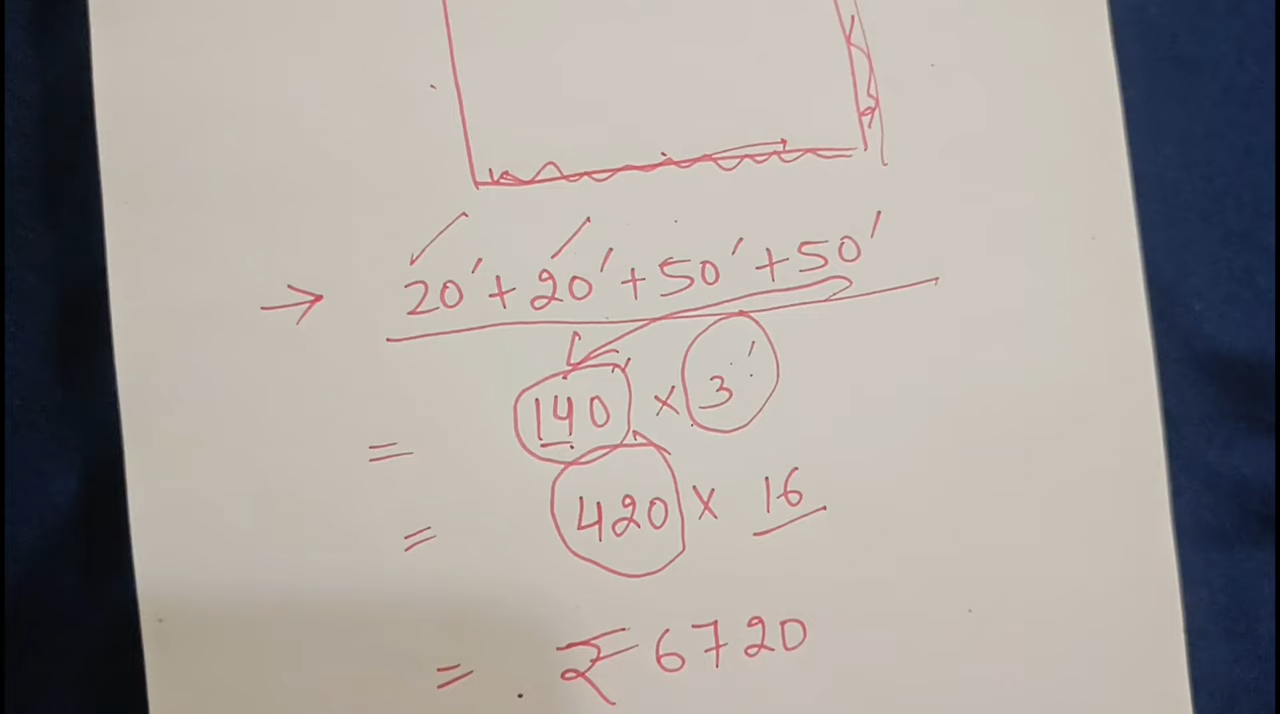 → 20' + 20' + 50' + 50'
= 140' × 3'
= 420 × 16
= ₹ 6720